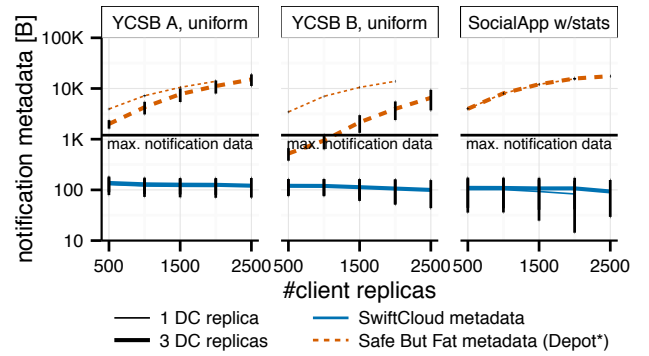 YCSB A, uniform YCSB B, uniform SocialApp w/stats
notification metadata [B]
100K
10K
1K
100
10
max. notification data max. notification data max. notification data
500 1500 2500 500 1500 2500 500 1500 2500
#client replicas
1 DC replica SwiftCloud metadata
3 DC replicas Safe But Fat metadata (Depot*)